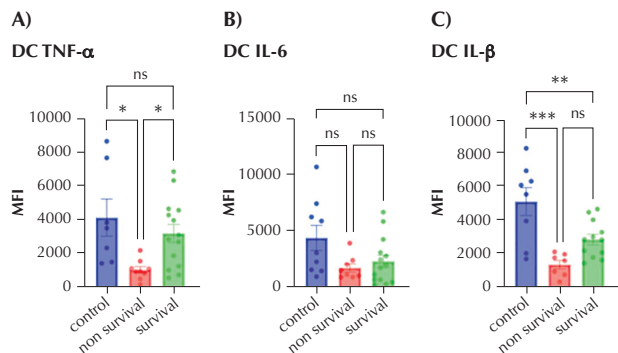 A)
DC TNF-α
ns
*
*
10000
8000
6000
4000
2000
0
MFI
control
non survival
survival
B)
DC IL-6
ns
ns
ns
15000
10000
5000
0
MFI
control
non survival
survival
C)
DC IL-β
**
***
ns
10000
8000
6000
4000
2000
0
MFI
control
non survival
survival